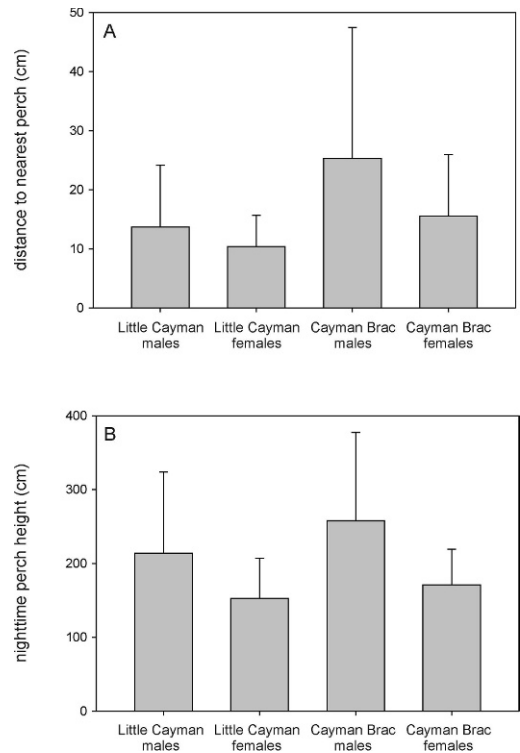 A
distance to nearest perch (cm)
50
40
30
20
10
0
Little Cayman Little Cayman Cayman Brac Cayman Brac
males females males females
B
nighttime perch height (cm)
400
300
200
100
0
Little Cayman Little Cayman Cayman Brac Cayman Brac
males females males females